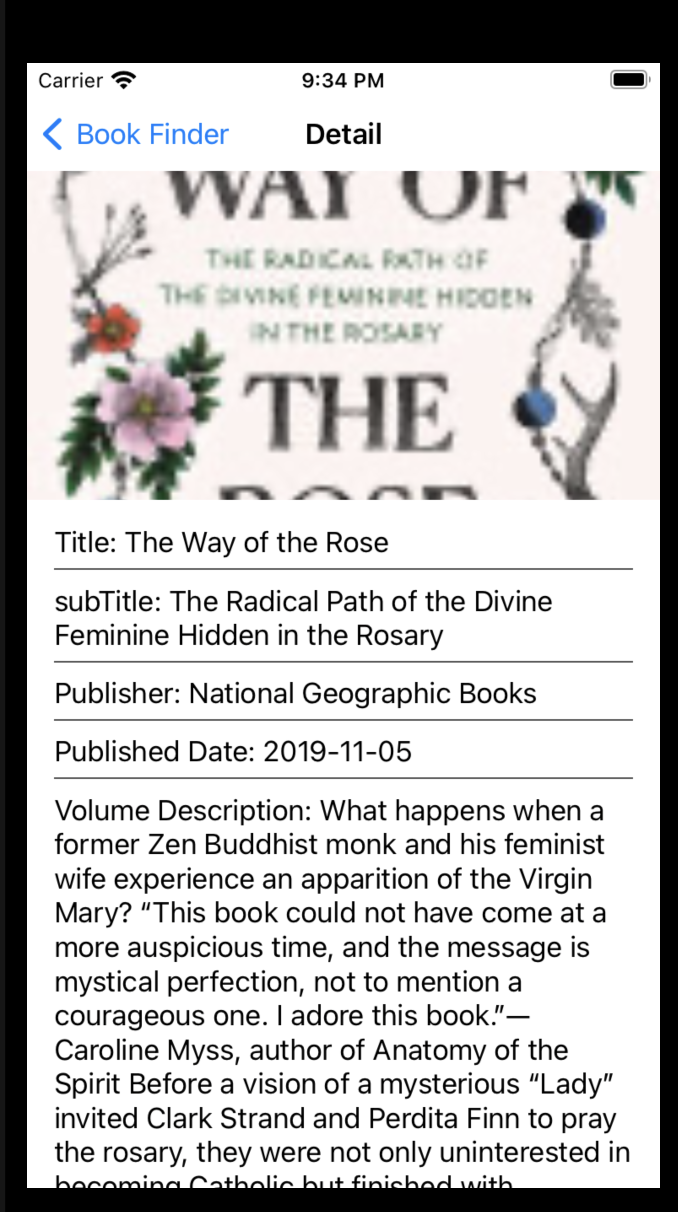 Carrier 9:34 PM
Book Finder Detail
WAY OF
THE RADICAL PATH OF
THE DIVINE FEMININE HIDDEN
IN THE ROSARY
THE
ROSE
Title: The Way of the Rose
subTitle: The Radical Path of the Divine
Feminine Hidden in the Rosary
Publisher: National Geographic Books
Published Date: 2019-11-05
Volume Description: What happens when a
former Zen Buddhist monk and his feminist
wife experience an apparition of the Virgin
Mary? “This book could not have come at a
more auspicious time, and the message is
mystical perfection, not to mention a
courageous one. I adore this book.”—
Caroline Myss, author of Anatomy of the
Spirit Before a vision of a mysterious “Lady”
invited Clark Strand and Perdita Finn to pray
the rosary, they were not only uninterested in
becoming Catholic but finished with